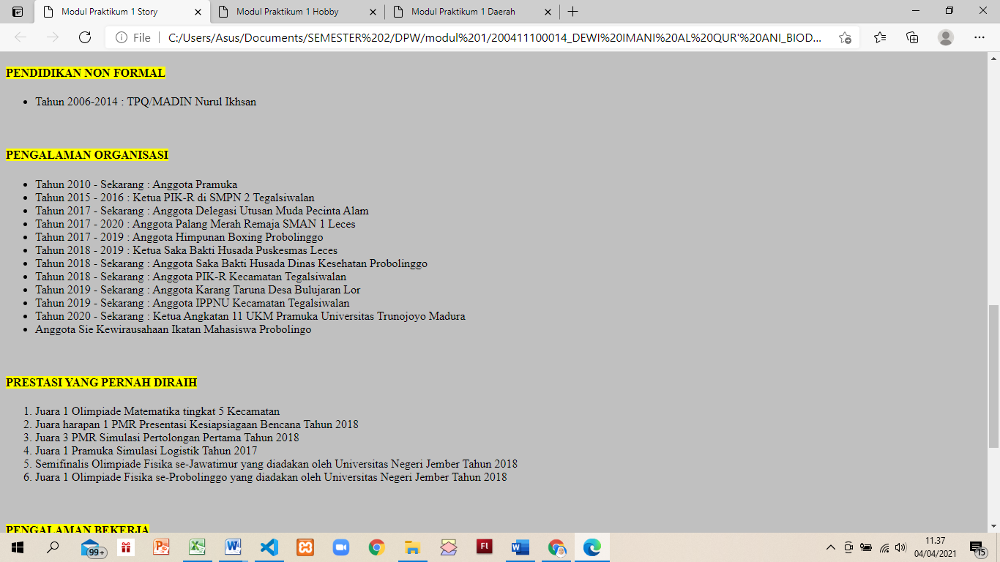 Modul Praktikum 1 Story
Modul Praktikum 1 Hobby
Modul Praktikum 1 Daerah
File
C:/Users/Asus/Documents/SEMESTER%202/DPW/modul%201/200411100014_DEWI%20IMANI%20AL%20QUR'%20ANI_BIOD...
PENDIDIKAN NON FORMAL
• Tahun 2006-2014 : TPQ/MADIN Nurul Ikhsan
PENGALAMAN ORGANISASI
• Tahun 2010 - Sekarang : Anggota Pramuka
• Tahun 2015 - 2016 : Ketua PIK-R di SMPN 2 Tegalsiwalan
• Tahun 2017 - Sekarang : Anggota Delegasi Utusan Muda Pecinta Alam
• Tahun 2017 - 2020 : Anggota Palang Merah Remaja SMAN 1 Leces
• Tahun 2017 - 2019 : Anggota Himpunan Boxing Probolinggo
• Tahun 2018 - 2019 : Ketua Saka Bakti Husada Puskesmas Leces
• Tahun 2018 - Sekarang : Anggota Saka Bakti Husada Dinas Kesehatan Probolinggo
• Tahun 2018 - Sekarang : Anggota PIK-R Kecamatan Tegalsiwalan
• Tahun 2019 - Sekarang : Anggota Karang Taruna Desa Bulujaran Lor
• Tahun 2019 - Sekarang : Anggota IPPNU Kecamatan Tegalsiwalan
• Tahun 2020 - Sekarang : Ketua Angkatan 11 UKM Pramuka Universitas Trunojoyo Madura
• Anggota Sie Kewirausahaan Ikatan Mahasiswa Probolingo
PRESTASI YANG PERNAH DIRAIH
1. Juara 1 Olimpiade Matematika tingkat 5 Kecamatan
2. Juara harapan 1 PMR Presentasi Kesiapsiagaan Bencana Tahun 2018
3. Juara 3 PMR Simulasi Pertolongan Pertama Tahun 2018
4. Juara 1 Pramuka Simulasi Logistik Tahun 2017
5. Semifinalis Olimpiade Fisika se-Jawatimur yang diadakan oleh Universitas Negeri Jember Tahun 2018
6. Juara 1 Olimpiade Fisika se-Probolinggo yang diadakan oleh Universitas Negeri Jember Tahun 2018
PENGALAMAN BEKERJA
99+
Fl
11.37
04/04/2021
15